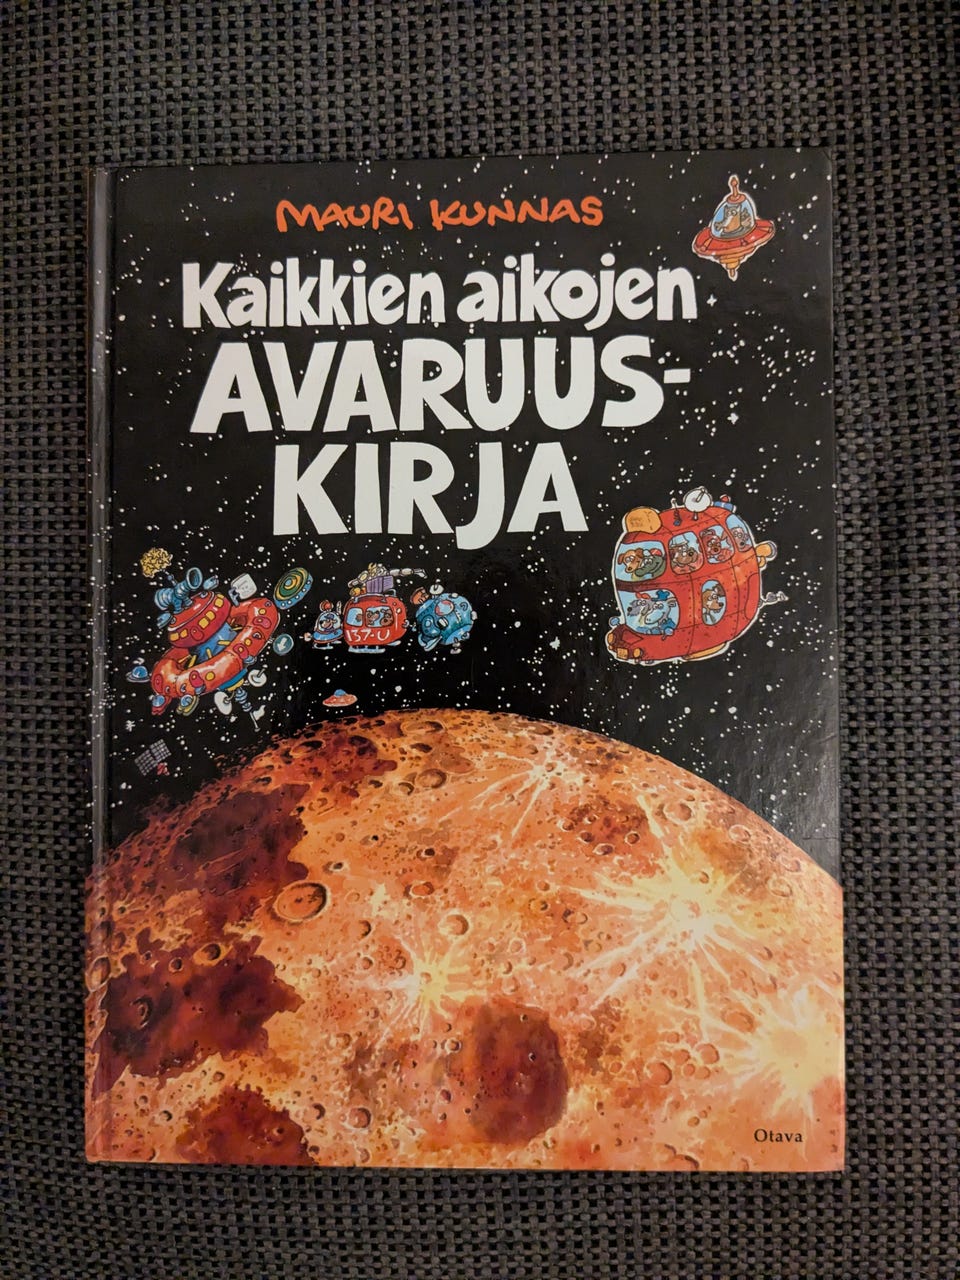 MAURI KUNNAS
Kaikkien aikojen
AVARUUS-
KIRJA
137-U
Otava